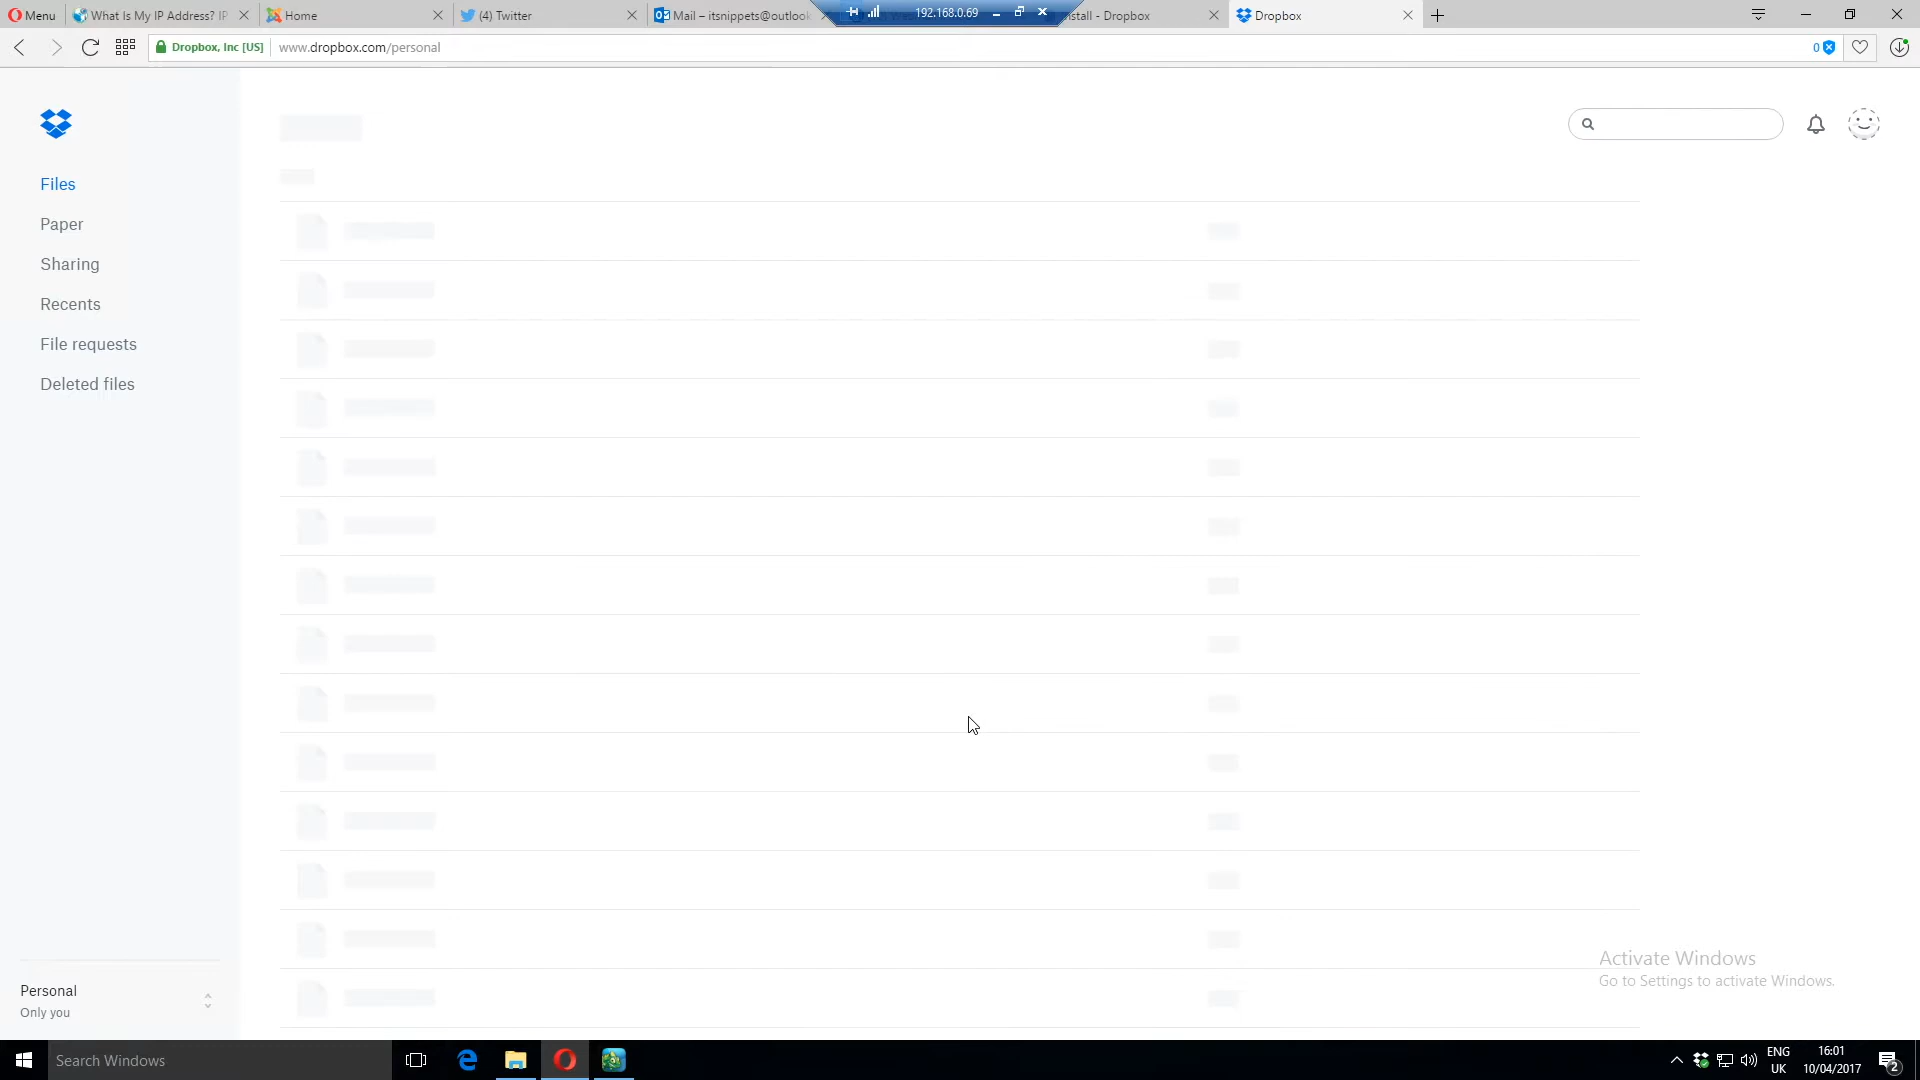 Menu
What Is My IP Address? IP
Home
(4) Twitter
Mail – itsnippets@outlook
192.168.0.69
nstall - Dropbox
Dropbox
Dropbox, Inc [US]
www.dropbox.com/personal
0
Files
Paper
Sharing
Recents
File requests
Deleted files
Activate Windows
Go to Settings to activate Windows.
Personal
Only you
Search Windows
ENG
UK
16:01
10/04/2017
2